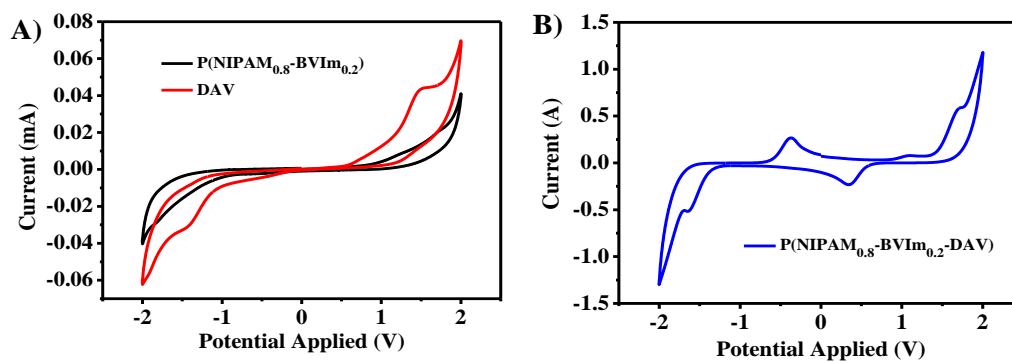 A)
0.08
0.06
0.04
0.02
0.00
-0.02
-0.04
-0.06
Current (mA)
P(NIPAM0.8-BVIm0.2)
DAV
-2
-1
0
1
2
Potential Applied (V)
B)
1.5
1.0
0.5
0.0
-0.5
-1.0
-1.5
Current (A)
P(NIPAM0.8-BVIm0.2-DAV)
-2
-1
0
1
2
Potential Applied (V)